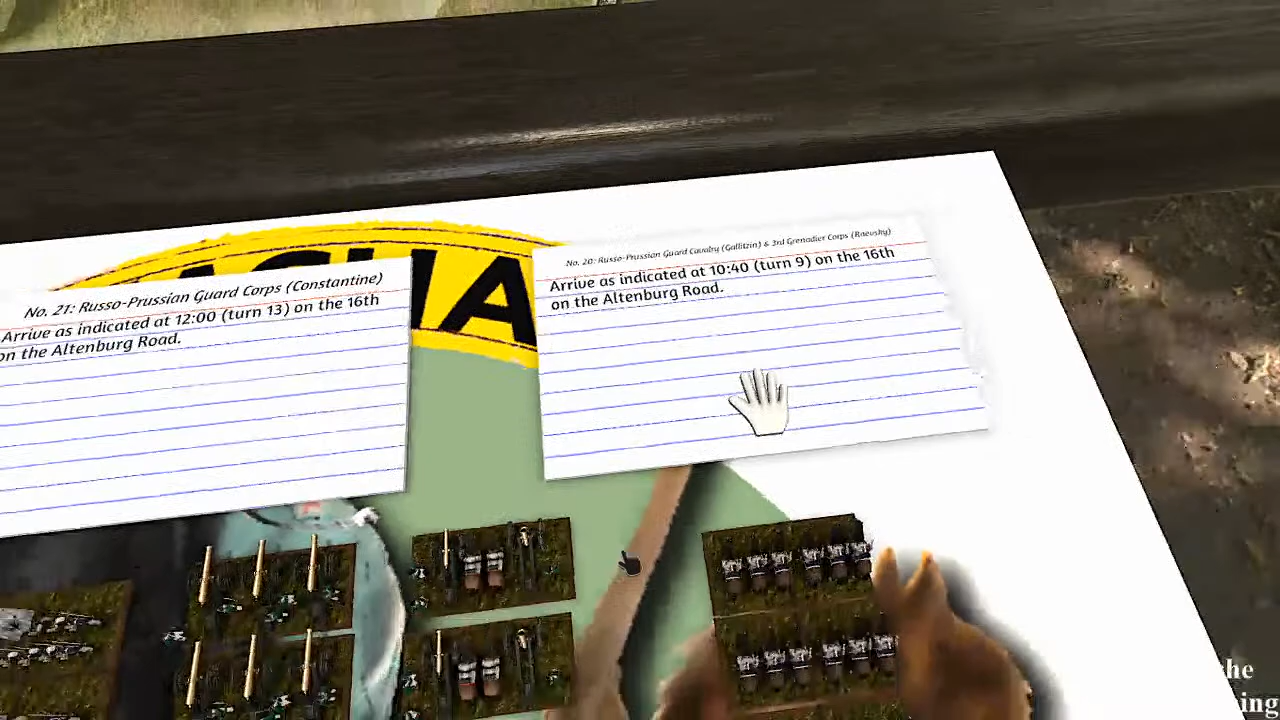 No. 21: Russo-Prussian Guard Corps (Constantine)
Arrive as indicated at 12:00 (turn 13) on the 16th
on the Altenburg Road.
No. 20: Russo-Prussian Guard Cavalry (Gallitzin) & 3rd Grenadier Corps (Raevsky)
Arrive as indicated at 10:40 (turn 9) on the 16th
on the Altenburg Road.
the
ing